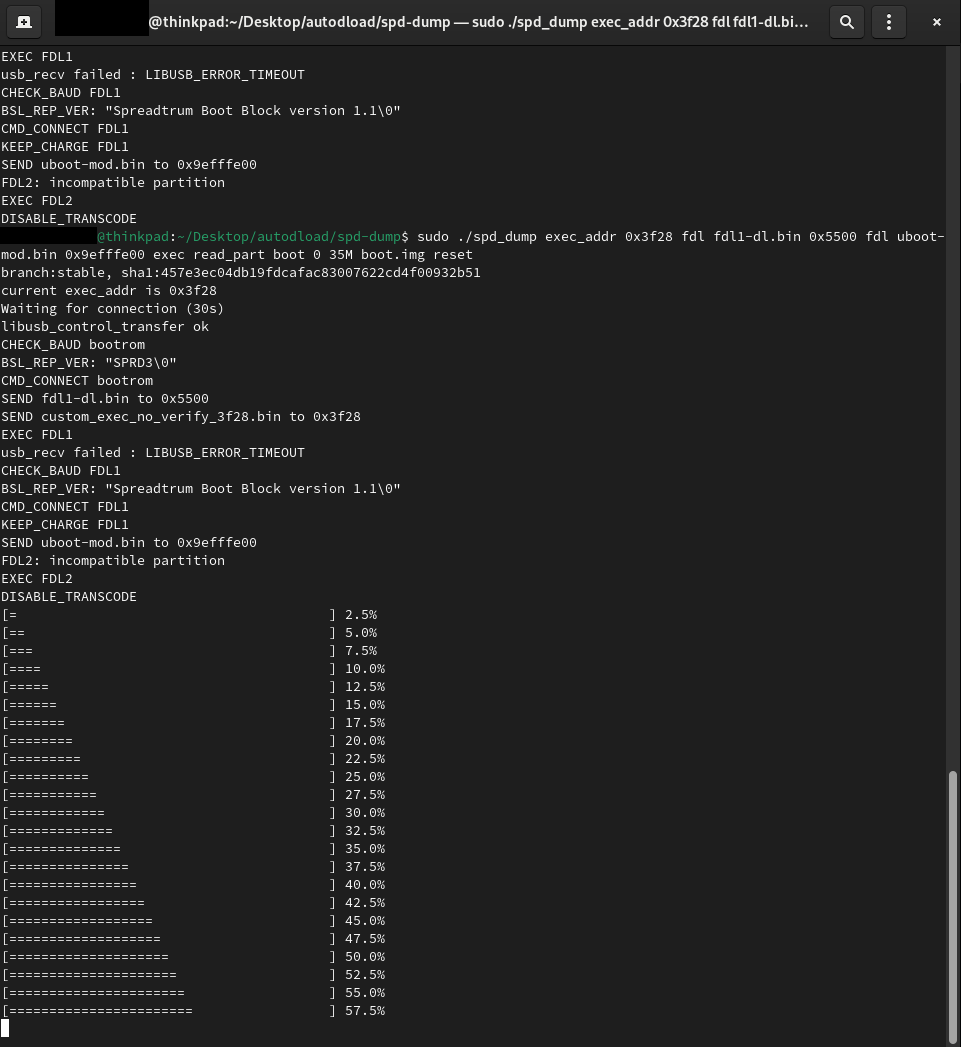 @thinkpad:~/Desktop/autodload/spd-dump — sudo ./spd_dump exec_addr 0x3f28 fdl fdl1-dl.bi…
EXEC FDL1
usb_recv failed : LIBUSB_ERROR_TIMEOUT
CHECK_BAUD FDL1
BSL_REP_VER: "Spreadtrum Boot Block version 1.1\0"
CMD_CONNECT FDL1
KEEP_CHARGE FDL1
SEND uboot-mod.bin to 0x9efffe00
FDL2: incompatible partition
EXEC FDL2
DISABLE_TRANSCODE
@thinkpad:~/Desktop/autodload/spd-dump$ sudo ./spd_dump exec_addr 0x3f28 fdl fdl1-dl.bin 0x5500 fdl uboot-
mod.bin 0x9efffe00 exec read_part boot 0 35M boot.img reset
branch:stable, sha1:457e3ec04db19fdcafac83007622cd4f00932b51
current exec_addr is 0x3f28
Waiting for connection (30s)
libusb_control_transfer ok
CHECK_BAUD bootrom
BSL_REP_VER: "SPRD3\0"
CMD_CONNECT bootrom
SEND fdl1-dl.bin to 0x5500
SEND custom_exec_no_verify_3f28.bin to 0x3f28
EXEC FDL1
usb_recv failed : LIBUSB_ERROR_TIMEOUT
CHECK_BAUD FDL1
BSL_REP_VER: "Spreadtrum Boot Block version 1.1\0"
CMD_CONNECT FDL1
KEEP_CHARGE FDL1
SEND uboot-mod.bin to 0x9efffe00
FDL2: incompatible partition
EXEC FDL2
DISABLE_TRANSCODE
[=                                       ] 2.5%
[==                                      ] 5.0%
[===                                     ] 7.5%
[====                                    ] 10.0%
[=====                                   ] 12.5%
[======                                  ] 15.0%
[=======                                 ] 17.5%
[========                                ] 20.0%
[=========                               ] 22.5%
[==========                              ] 25.0%
[===========                             ] 27.5%
[============                            ] 30.0%
[=============                           ] 32.5%
[==============                          ] 35.0%
[===============                         ] 37.5%
[================                        ] 40.0%
[=================                       ] 42.5%
[==================                      ] 45.0%
[===================                     ] 47.5%
[====================                    ] 50.0%
[=====================                   ] 52.5%
[======================                  ] 55.0%
[=======================                 ] 57.5%